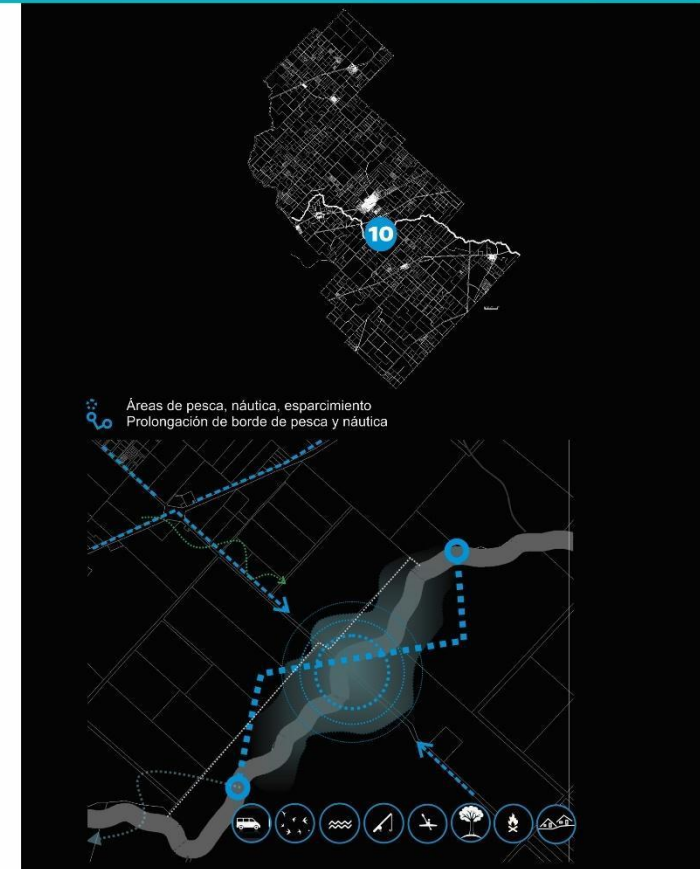 10
Áreas de pesca, náutica, esparcimiento
Prolongación de borde de pesca y náutica